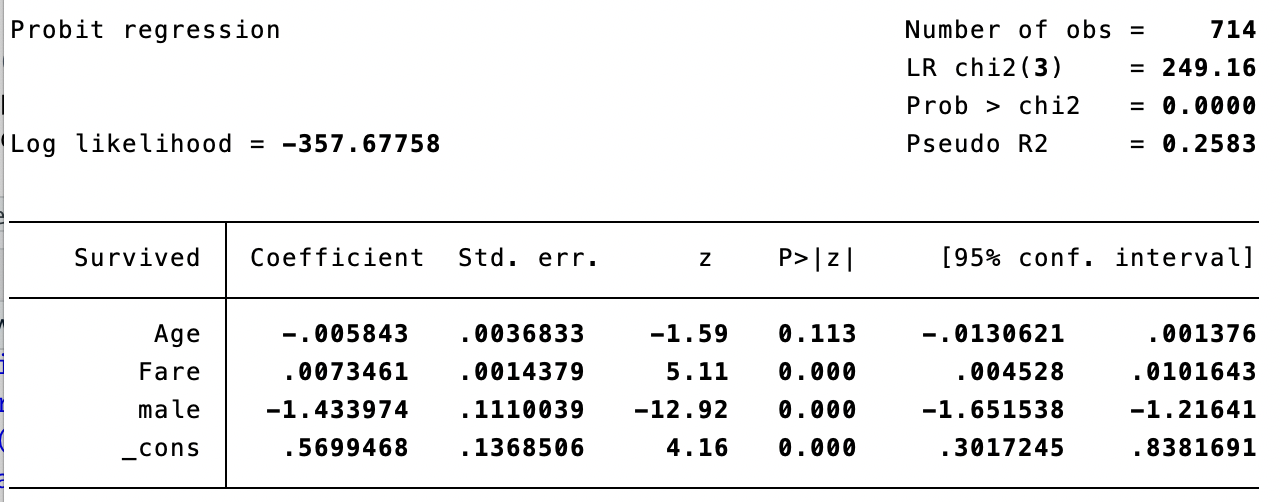 Probit regression Number of obs = 714
LR chi2(3) = 249.16
Prob > chi2 = 0.0000
Log likelihood = -357.67758 Pseudo R2 = 0.2583
Survived Coefficient Std. err. z P>|z| [95% conf. interval]
Age -.005843 .0036833 -1.59 0.113 -.0130621 .001376
Fare .0073461 .0014379 5.11 0.000 .004528 .0101643
male -1.433974 .1110039 -12.92 0.000 -1.651538 -1.21641
_cons .5699468 .1368506 4.16 0.000 .3017245 .8381691